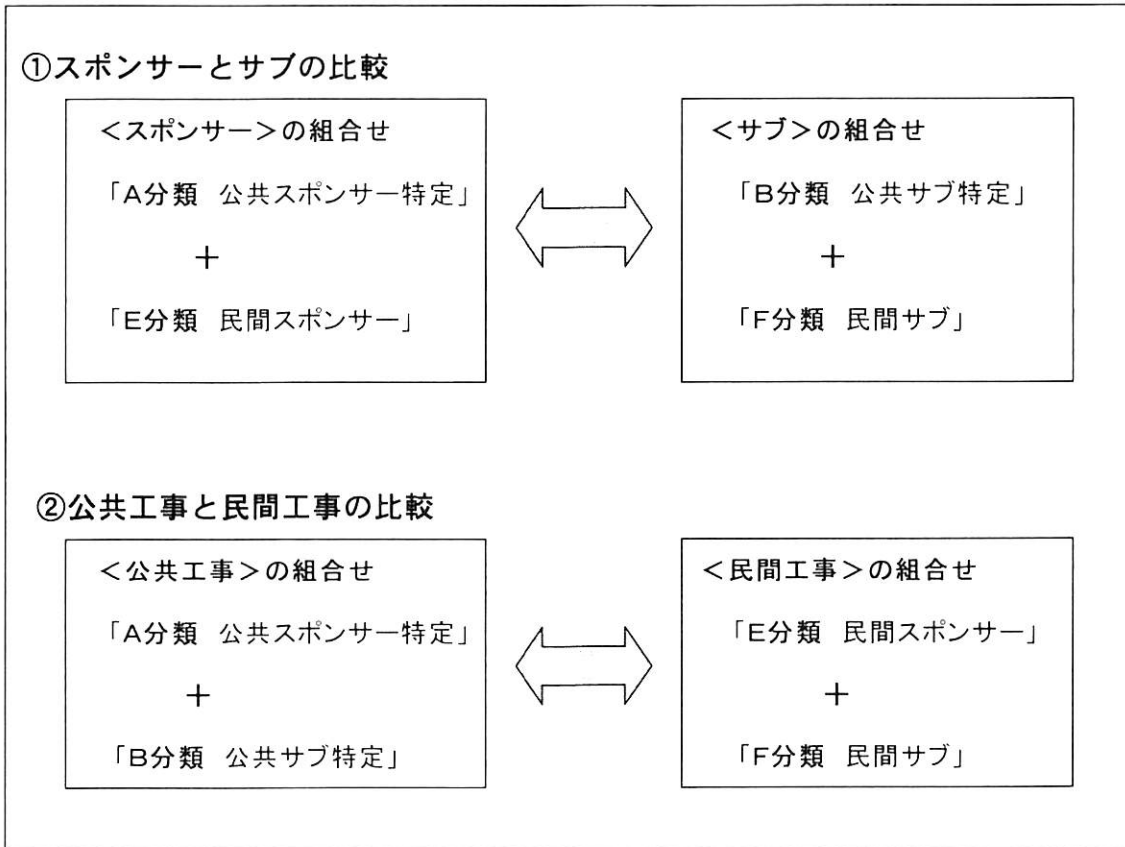 ①スポンサーとサブの比較
＜スポンサー＞の組合せ
「A分類 公共スポンサー特定」
＋
「E分類 民間スポンサー」
＜サブ＞の組合せ
「B分類 公共サブ特定」
＋
「F分類 民間サブ」
②公共工事と民間工事の比較
＜公共工事＞の組合せ
「A分類 公共スポンサー特定」
＋
「B分類 公共サブ特定」
＜民間工事＞の組合せ
「E分類 民間スポンサー」
＋
「F分類 民間サブ」